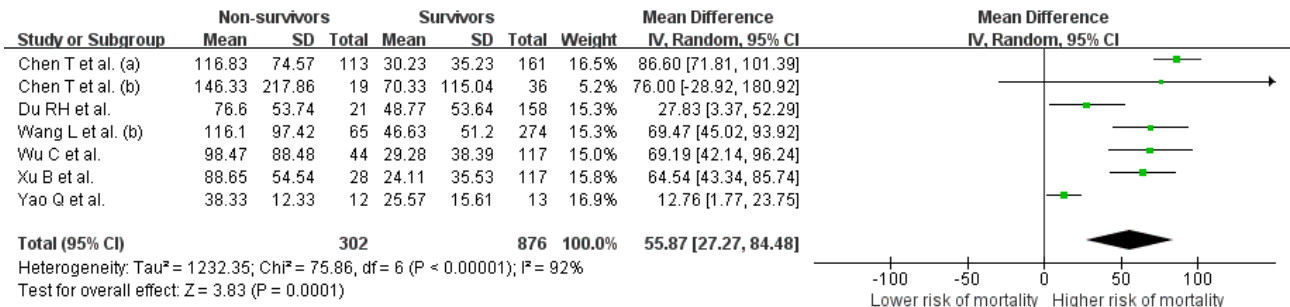 Non-survivors Survivors Mean Difference Mean Difference
Study or Subgroup Mean SD Total Mean SD Total Weight IV, Random, 95% CI IV, Random, 95% CI
Chen T et al. (a) 116.83 74.57 113 30.23 35.23 161 16.5% 86.60 [71.81, 101.39]
Chen T et al. (b) 146.33 217.86 19 70.33 115.04 36 5.2% 76.00 [-28.92, 180.92]
Du RH et al. 76.6 53.74 21 48.77 53.64 158 15.3% 27.83 [3.37, 52.29]
Wang L et al. (b) 116.1 97.42 65 46.63 51.2 274 15.3% 69.47 [45.02, 93.92]
Wu C et al. 98.47 88.48 44 29.28 38.39 117 15.0% 69.19 [42.14, 96.24]
Xu B et al. 88.65 54.54 28 24.11 35.53 117 15.8% 64.54 [43.34, 85.74]
Yao Q et al. 38.33 12.33 12 25.57 15.61 13 16.9% 12.76 [1.77, 23.75]
Total (95% CI) 302 876 100.0% 55.87 [27.27, 84.48]
Heterogeneity: Tau² = 1232.35; Chi² = 75.86, df = 6 (P < 0.00001); I² = 92%
Test for overall effect: Z = 3.83 (P = 0.0001)
-100 -50 0 50 100
Lower risk of mortality Higher risk of mortality